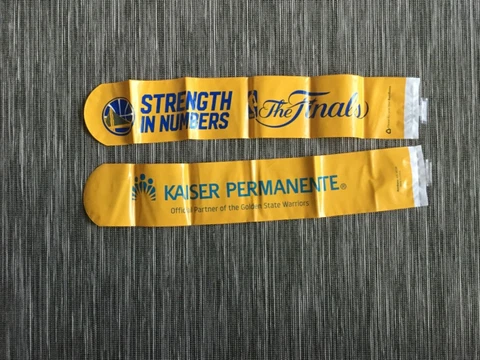 STRENGTH
IN NUMBERS
The Finals
KAISER PERMANENTE®
Official Partner of the Golden State Warriors